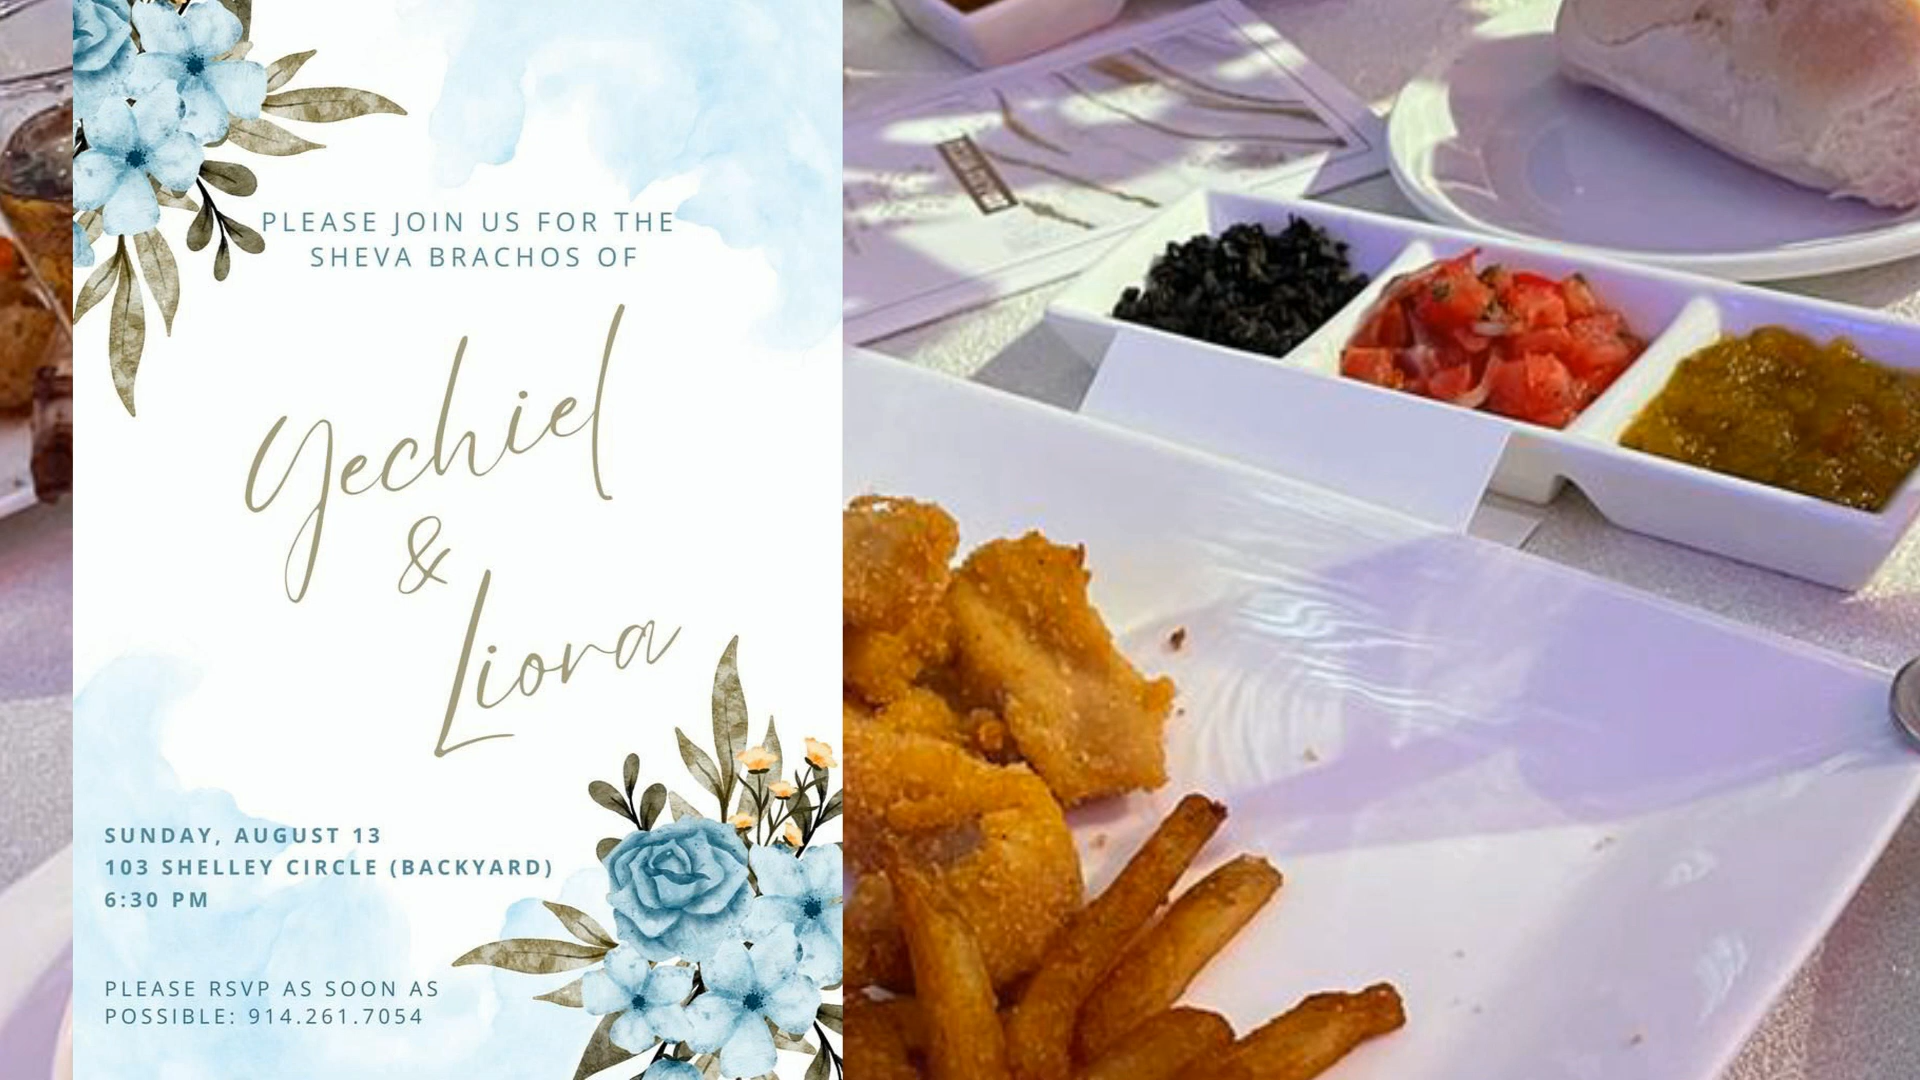 PLEASE JOIN US FOR THE
SHEVA BRACHOS OF
Yechiel
&
Liora
SUNDAY, AUGUST 13
103 SHELLEY CIRCLE (BACKYARD)
6:30 PM
PLEASE RSVP AS SOON AS
POSSIBLE: 914.261.7054